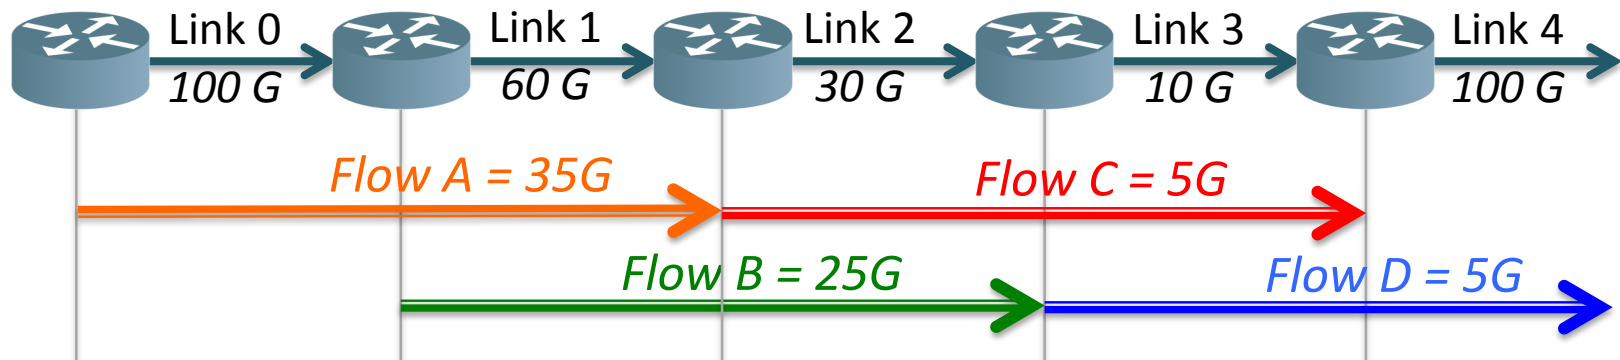 Link 0
100 G
Link 1
60 G
Link 2
30 G
Link 3
10 G
Link 4
100 G
Flow A = 35G
Flow C = 5G
Flow B = 25G
Flow D = 5G